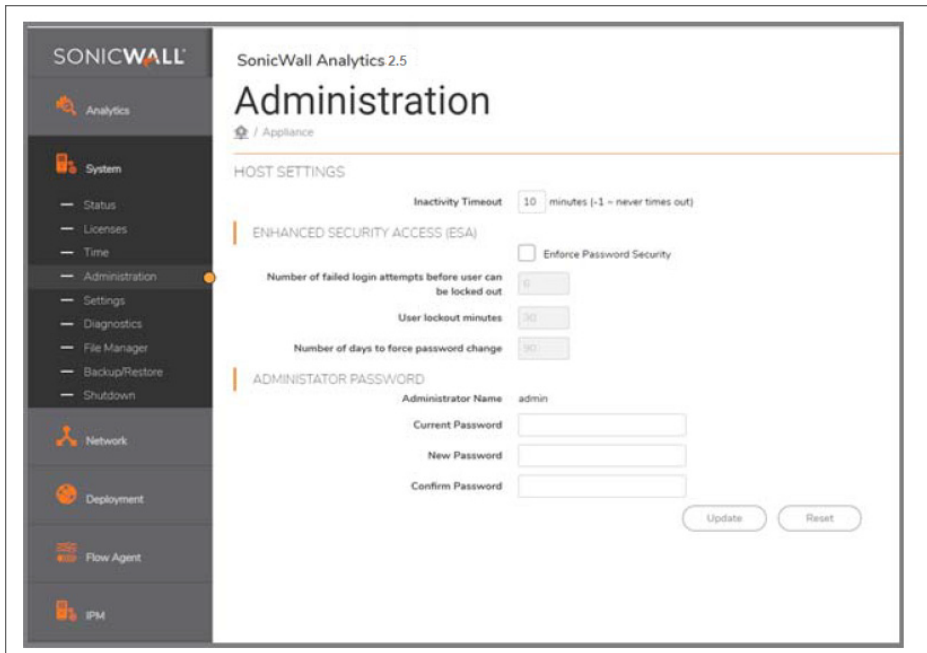 SONICWALL
Analytics
System
Status
Licenses
Time
Administration
Settings
Diagnostics
File Manager
Backup/Restore
Shutdown
Network
Deployment
Flow Agent
IPM
SonicWall Analytics 2.5
Administration
/ Appliance
HOST SETTINGS
Inactivity Timeout 10 minutes (-1 = never times out)
ENHANCED SECURITY ACCESS (ESA)
Enforce Password Security
Number of failed login attempts before user can
be locked out 6
User lockout minutes 30
Number of days to force password change 90
ADMINISTATOR PASSWORD
Administrator Name admin
Current Password
New Password
Confirm Password
Update Reset